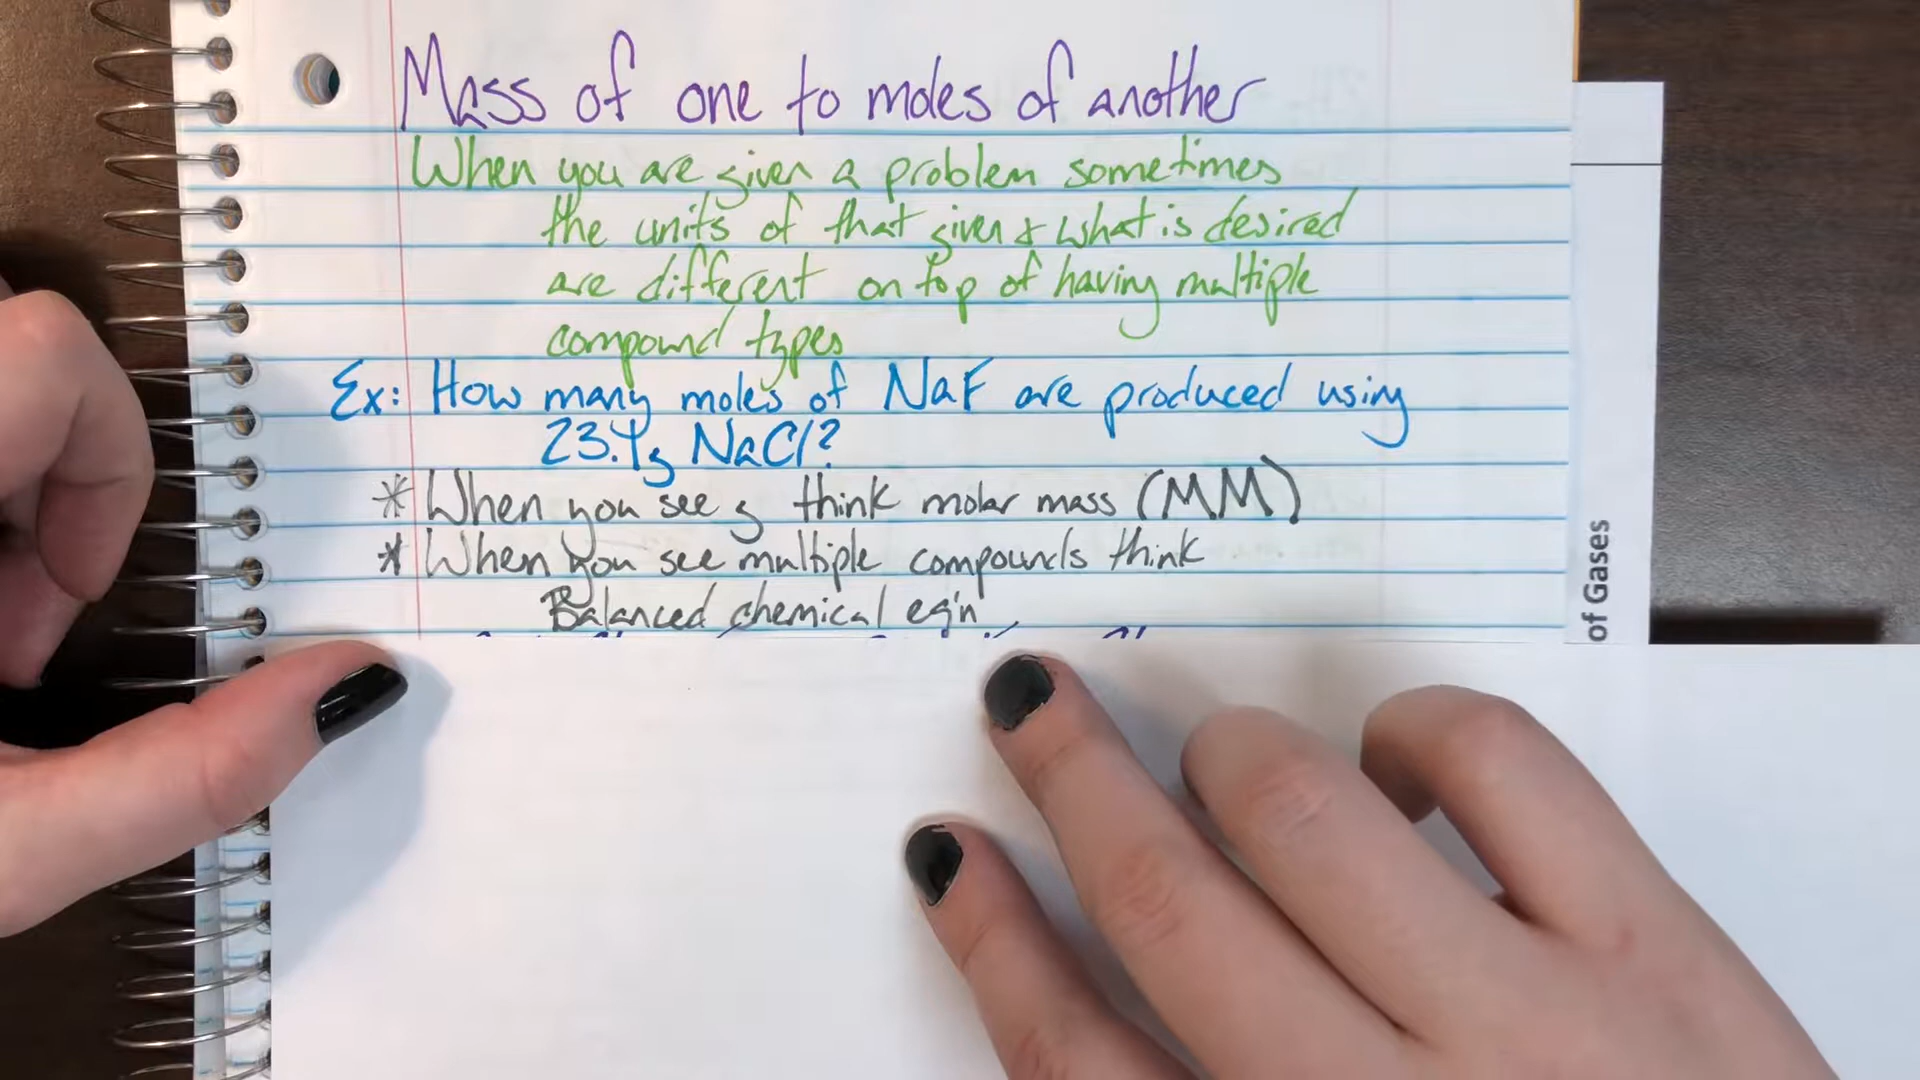 Mass of one to moles of another
When you are given a problem sometimes
the units of that given & what is desired
are different on top of having multiple
compound types
Ex: How many moles of NaF are produced using
23.4g NaCl?
* When you see g think molar mass (MM)
* When you see multiple compounds think
Balanced chemical eq'n
of Gases